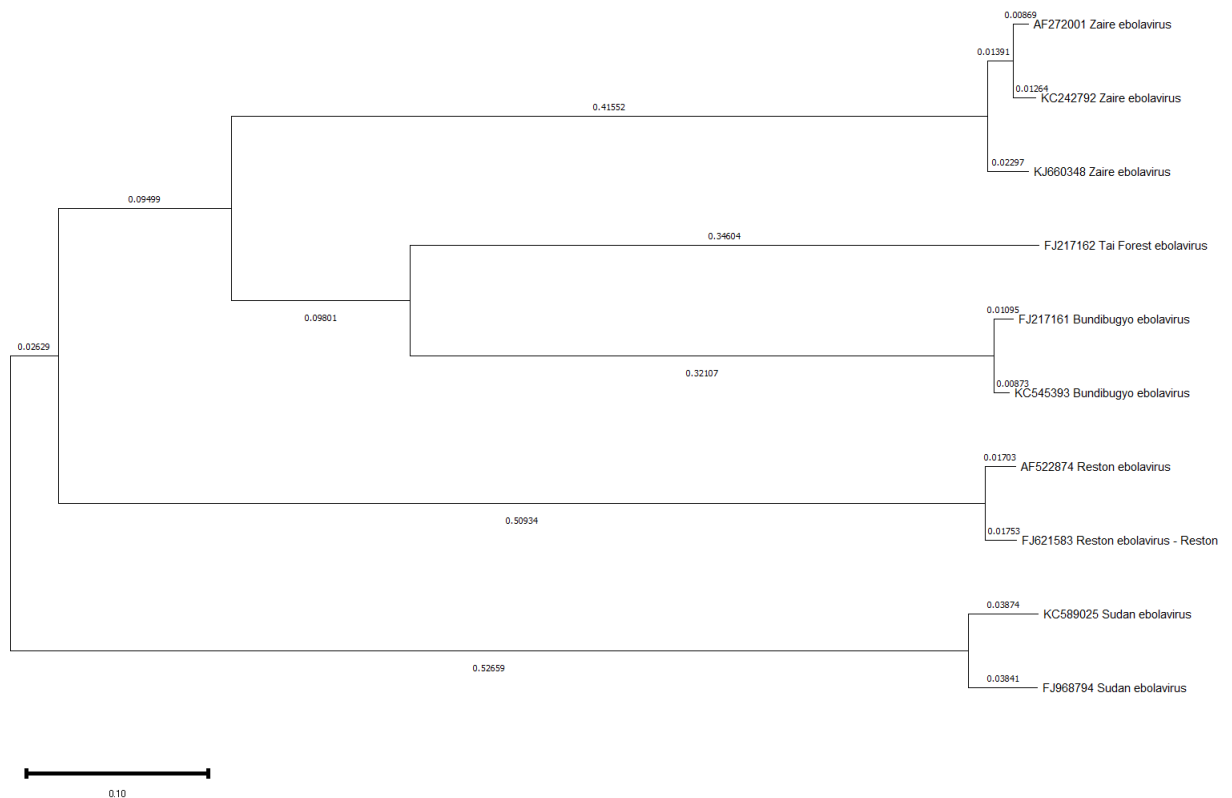 0.00869
AF272001 Zaire ebolavirus
0.01391
0.01264
KC242792 Zaire ebolavirus
0.41552
0.02297
KJ660348 Zaire ebolavirus
0.09499
0.34604
FJ217162 Tai Forest ebolavirus
0.09801
0.01095
FJ217161 Bundibugyo ebolavirus
0.02629
0.32107
0.00873
KC545393 Bundibugyo ebolavirus
0.01703
AF522874 Reston ebolavirus
0.50934
0.01753
FJ621583 Reston ebolavirus - Reston
0.03874
KC589025 Sudan ebolavirus
0.52659
0.03841
FJ968794 Sudan ebolavirus
0.10